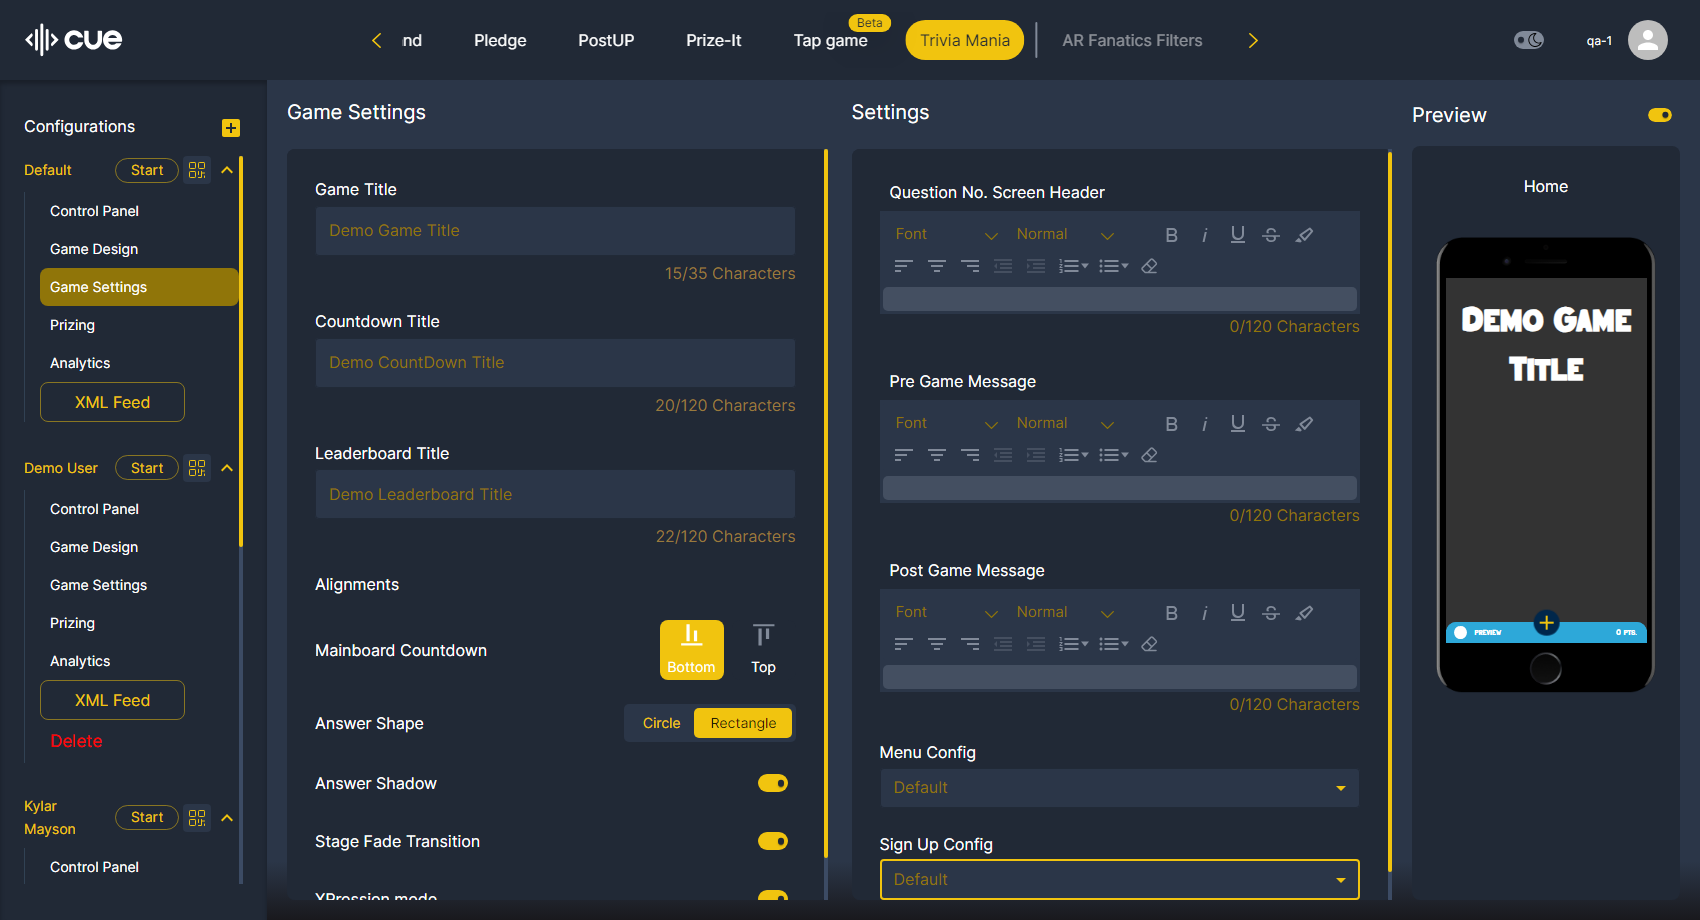 cue
nd
Pledge
PostUP
Prize-It
Tap game
Beta
Trivia Mania
AR Fanatics Filters
qa-1
Configurations
Default
Start
Control Panel
Game Design
Game Settings
Prizing
Analytics
XML Feed
Demo User
Start
Control Panel
Game Design
Game Settings
Prizing
Analytics
XML Feed
Delete
Kylar
Mayson
Start
Control Panel
Game Settings
Game Title
Demo Game Title
15/35 Characters
Countdown Title
Demo CountDown Title
20/120 Characters
Leaderboard Title
Demo Leaderboard Title
22/120 Characters
Alignments
Mainboard Countdown
Bottom
Top
Answer Shape
Circle
Rectangle
Answer Shadow
Stage Fade Transition
XPression mode
Settings
Question No. Screen Header
Font
Normal
B
i
U
S
0/120 Characters
Pre Game Message
Font
Normal
B
i
U
S
0/120 Characters
Post Game Message
Font
Normal
B
i
U
S
0/120 Characters
Menu Config
Default
Sign Up Config
Default
Preview
Home
Demo Game
Title
PREVIEW
0 PTS.